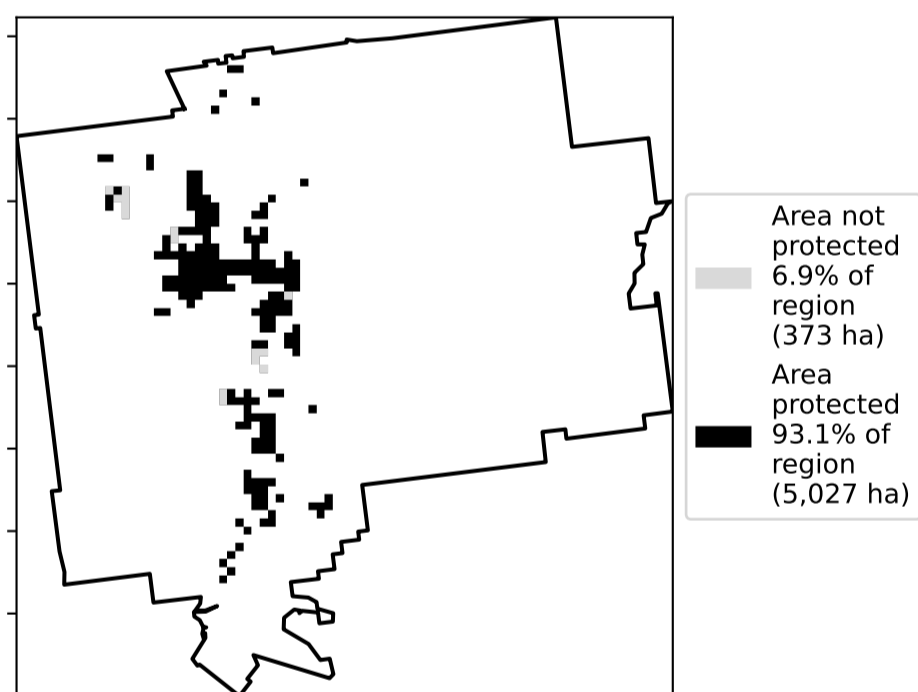 Area not
protected
6.9% of
region
(373 ha)
Area
protected
93.1% of
region
(5,027 ha)